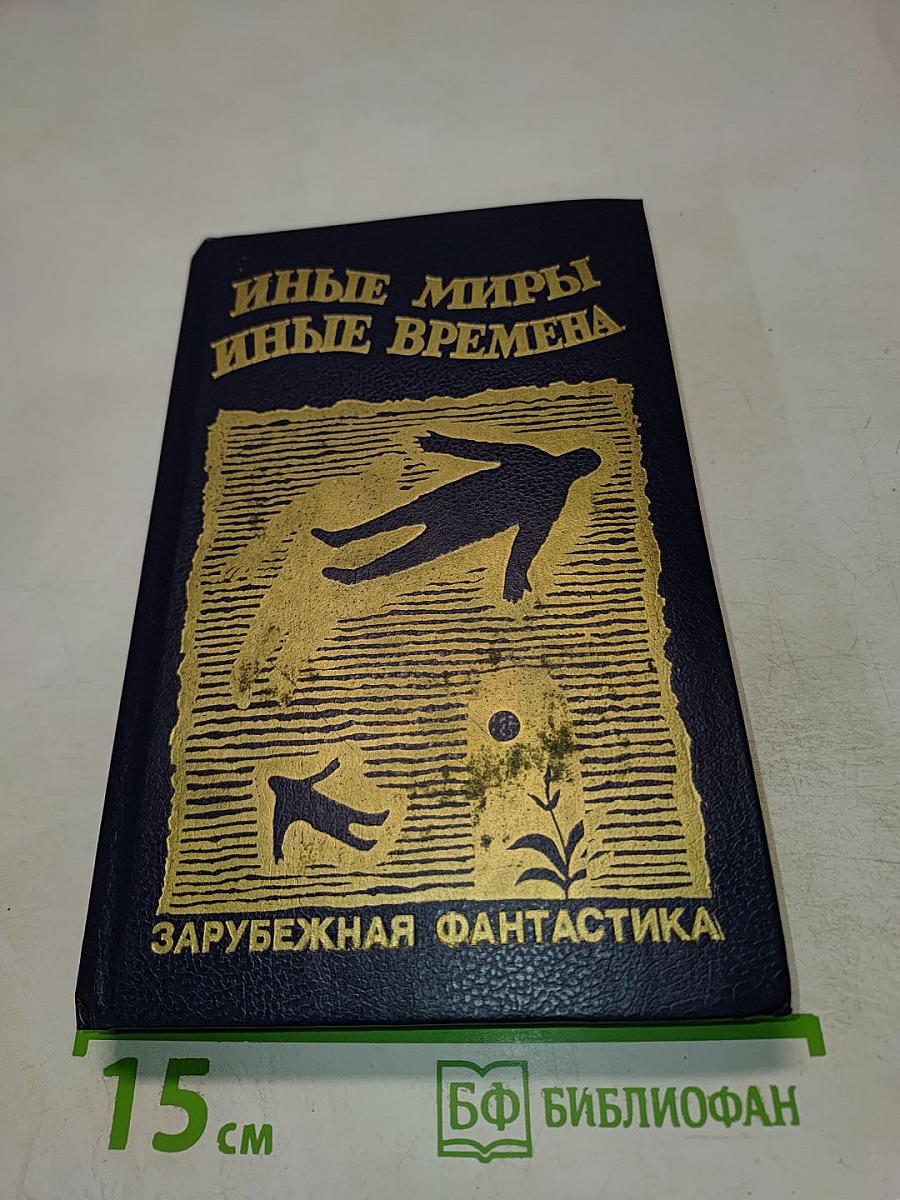 ИНЫЕ МИРЫ
ИНЫЕ ВРЕМЕНА
ЗАРУБЕЖНАЯ ФАНТАСТИКА
15 см
БФ БИБЛИОФАН